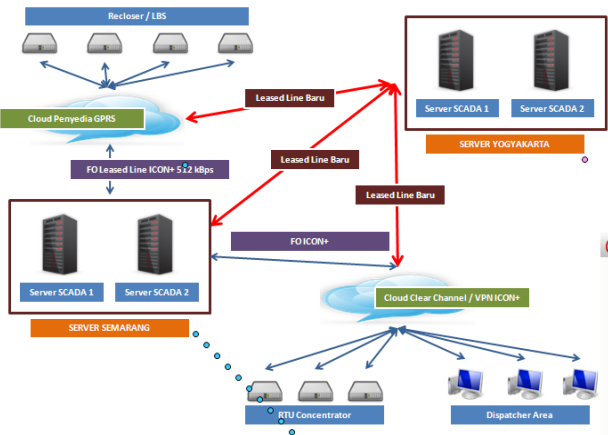 Recloser / LBS
Cloud Penyedia GPRS
Leased Line Baru
Server SCADA 1
Server SCADA 2
SERVER YOGYAKARTA
Leased Line Baru
FO Leased Line ICON+ 512 kBps
Leased Line Baru
FO ICON+
Server SCADA 1
Server SCADA 2
Cloud Clear Channel / VPN ICON+
SERVER SEMARANG
RTU Concentrator
Dispatcher Area